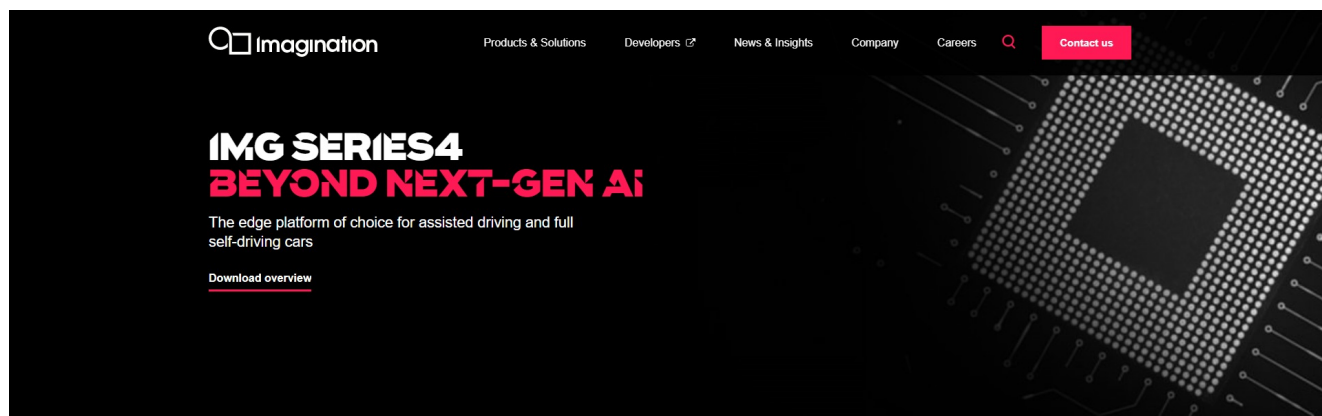 Imagination
Products & Solutions
Developers
News & Insights
Company
Careers
Contact us
IMG SERIES4
BEYOND NEXT-GEN AI
The edge platform of choice for assisted driving and full
self-driving cars
Download overview